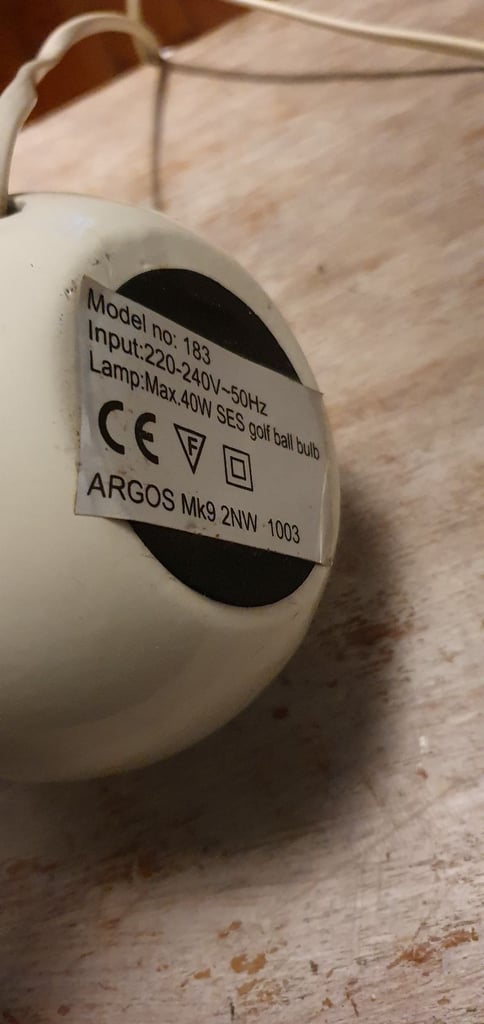 Model no: 183
Input:220-240V~50Hz
Lamp:Max.40W SES golf ball bulb
CE F
ARGOS Mk9 2NW 1003